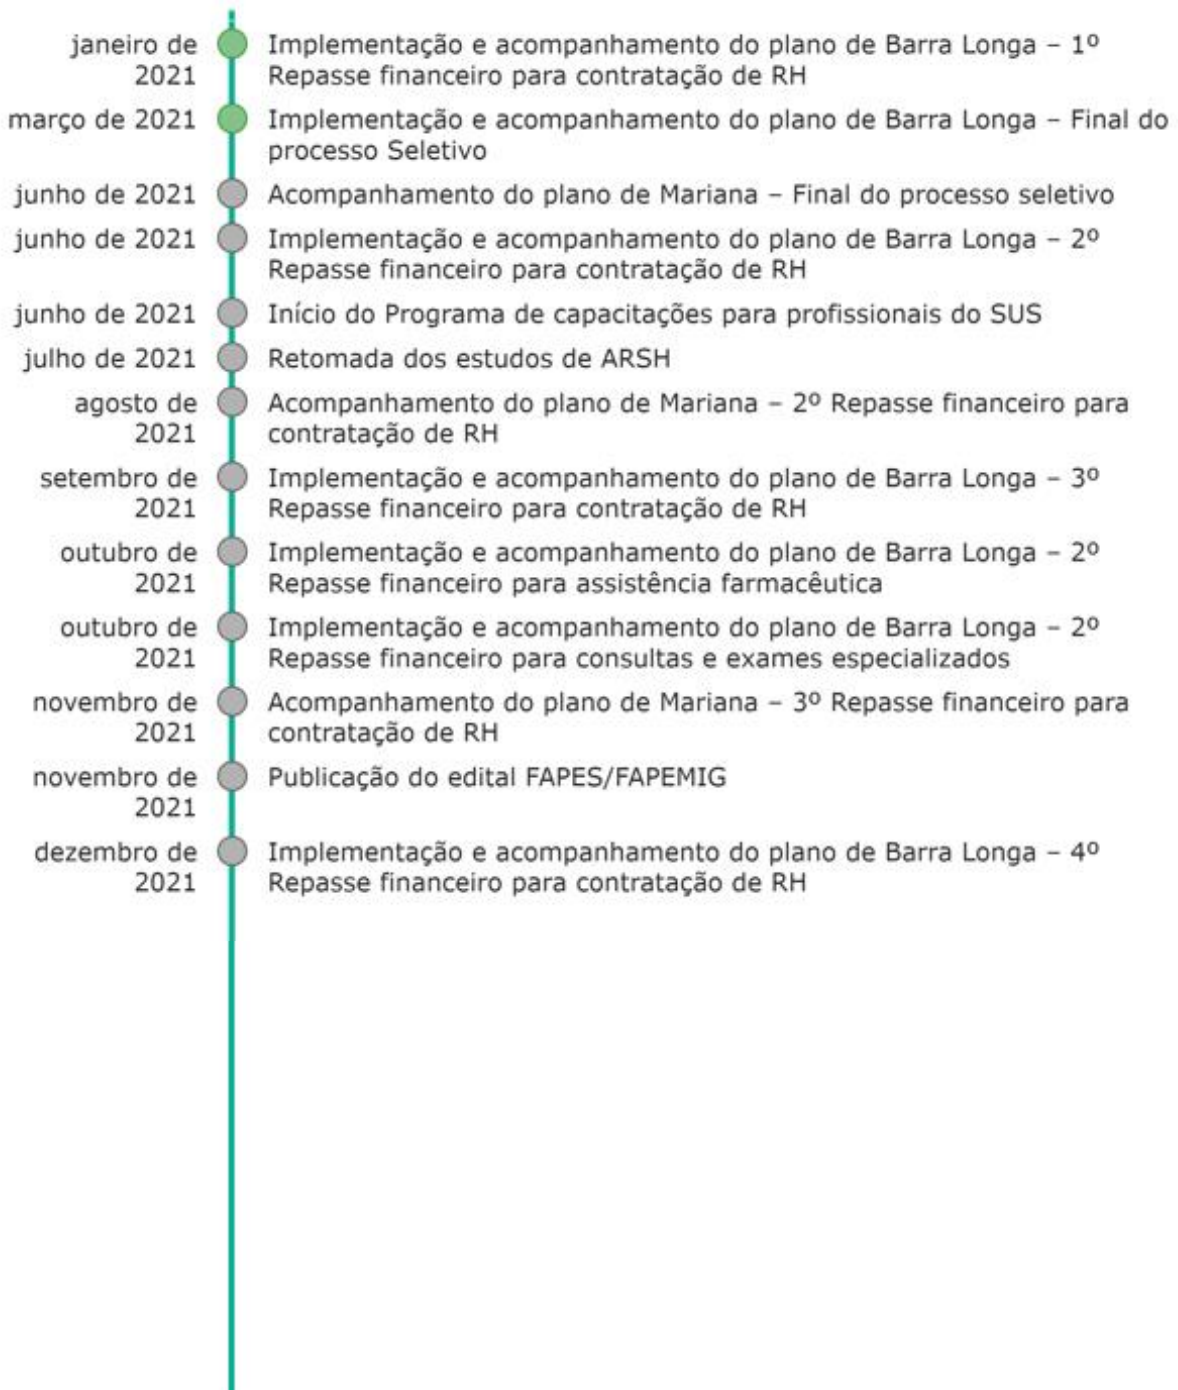 janeiro de 2021 Implementação e acompanhamento do plano de Barra Longa – 1º
Repasse financeiro para contratação de RH
março de 2021 Implementação e acompanhamento do plano de Barra Longa – Final do
processo Seletivo
junho de 2021 Acompanhamento do plano de Mariana – Final do processo seletivo
junho de 2021 Implementação e acompanhamento do plano de Barra Longa – 2º
Repasse financeiro para contratação de RH
junho de 2021 Início do Programa de capacitações para profissionais do SUS
julho de 2021 Retomada dos estudos de ARSH
agosto de 2021 Acompanhamento do plano de Mariana – 2º Repasse financeiro para
contratação de RH
setembro de 2021 Implementação e acompanhamento do plano de Barra Longa – 3º
Repasse financeiro para contratação de RH
outubro de 2021 Implementação e acompanhamento do plano de Barra Longa – 2º
Repasse financeiro para assistência farmacêutica
outubro de 2021 Implementação e acompanhamento do plano de Barra Longa – 2º
Repasse financeiro para consultas e exames especializados
novembro de 2021 Acompanhamento do plano de Mariana – 3º Repasse financeiro para
contratação de RH
novembro de 2021 Publicação do edital FAPES/FAPEMIG
dezembro de 2021 Implementação e acompanhamento do plano de Barra Longa – 4º
Repasse financeiro para contratação de RH